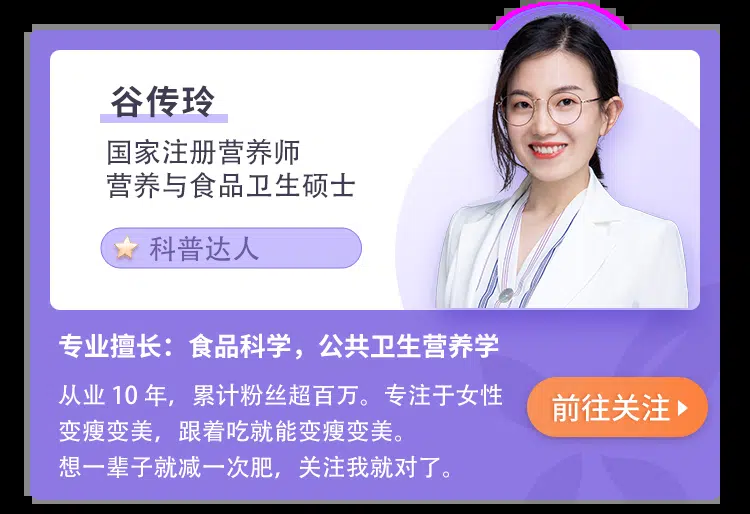 谷传玲
国家注册营养师
营养与食品卫生硕士
科普达人
专业擅长：食品科学，公共卫生营养学
从业 10 年，累计粉丝超百万。专注于女性
变瘦变美，跟着吃就能变瘦变美。
想一辈子就减一次肥，关注我就对了。
前往关注